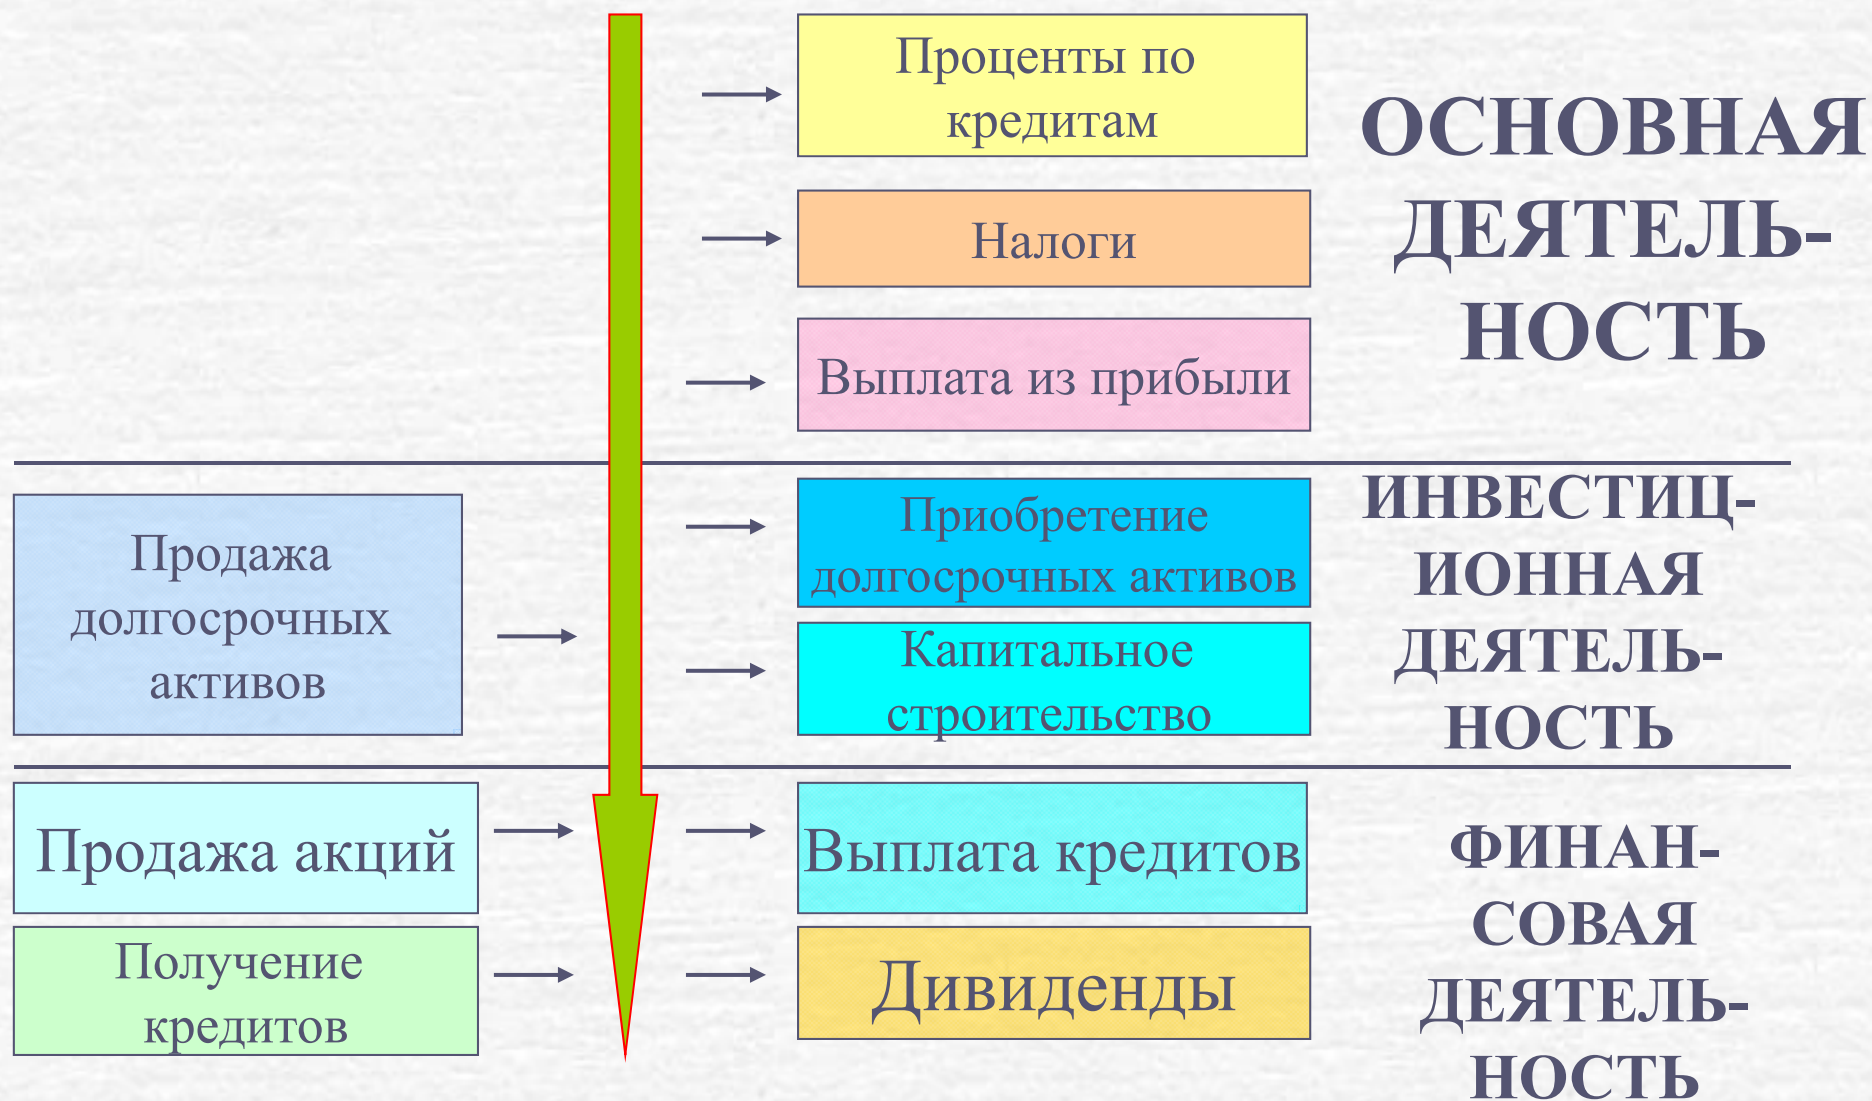 Проценты по
кредитам
Налоги
Выплата из прибыли
ОСНОВНАЯ
ДЕЯТЕЛЬ-
НОСТЬ
Продажа
долгосрочных
активов
Приобретение
долгосрочных активов
Капитальное
строительство
ИНВЕСТИЦ-
ИОННАЯ
ДЕЯТЕЛЬ-
НОСТЬ
Продажа акций
Получение
кредитов
Выплата кредитов
Дивиденды
ФИНАН-
СОВАЯ
ДЕЯТЕЛЬ-
НОСТЬ